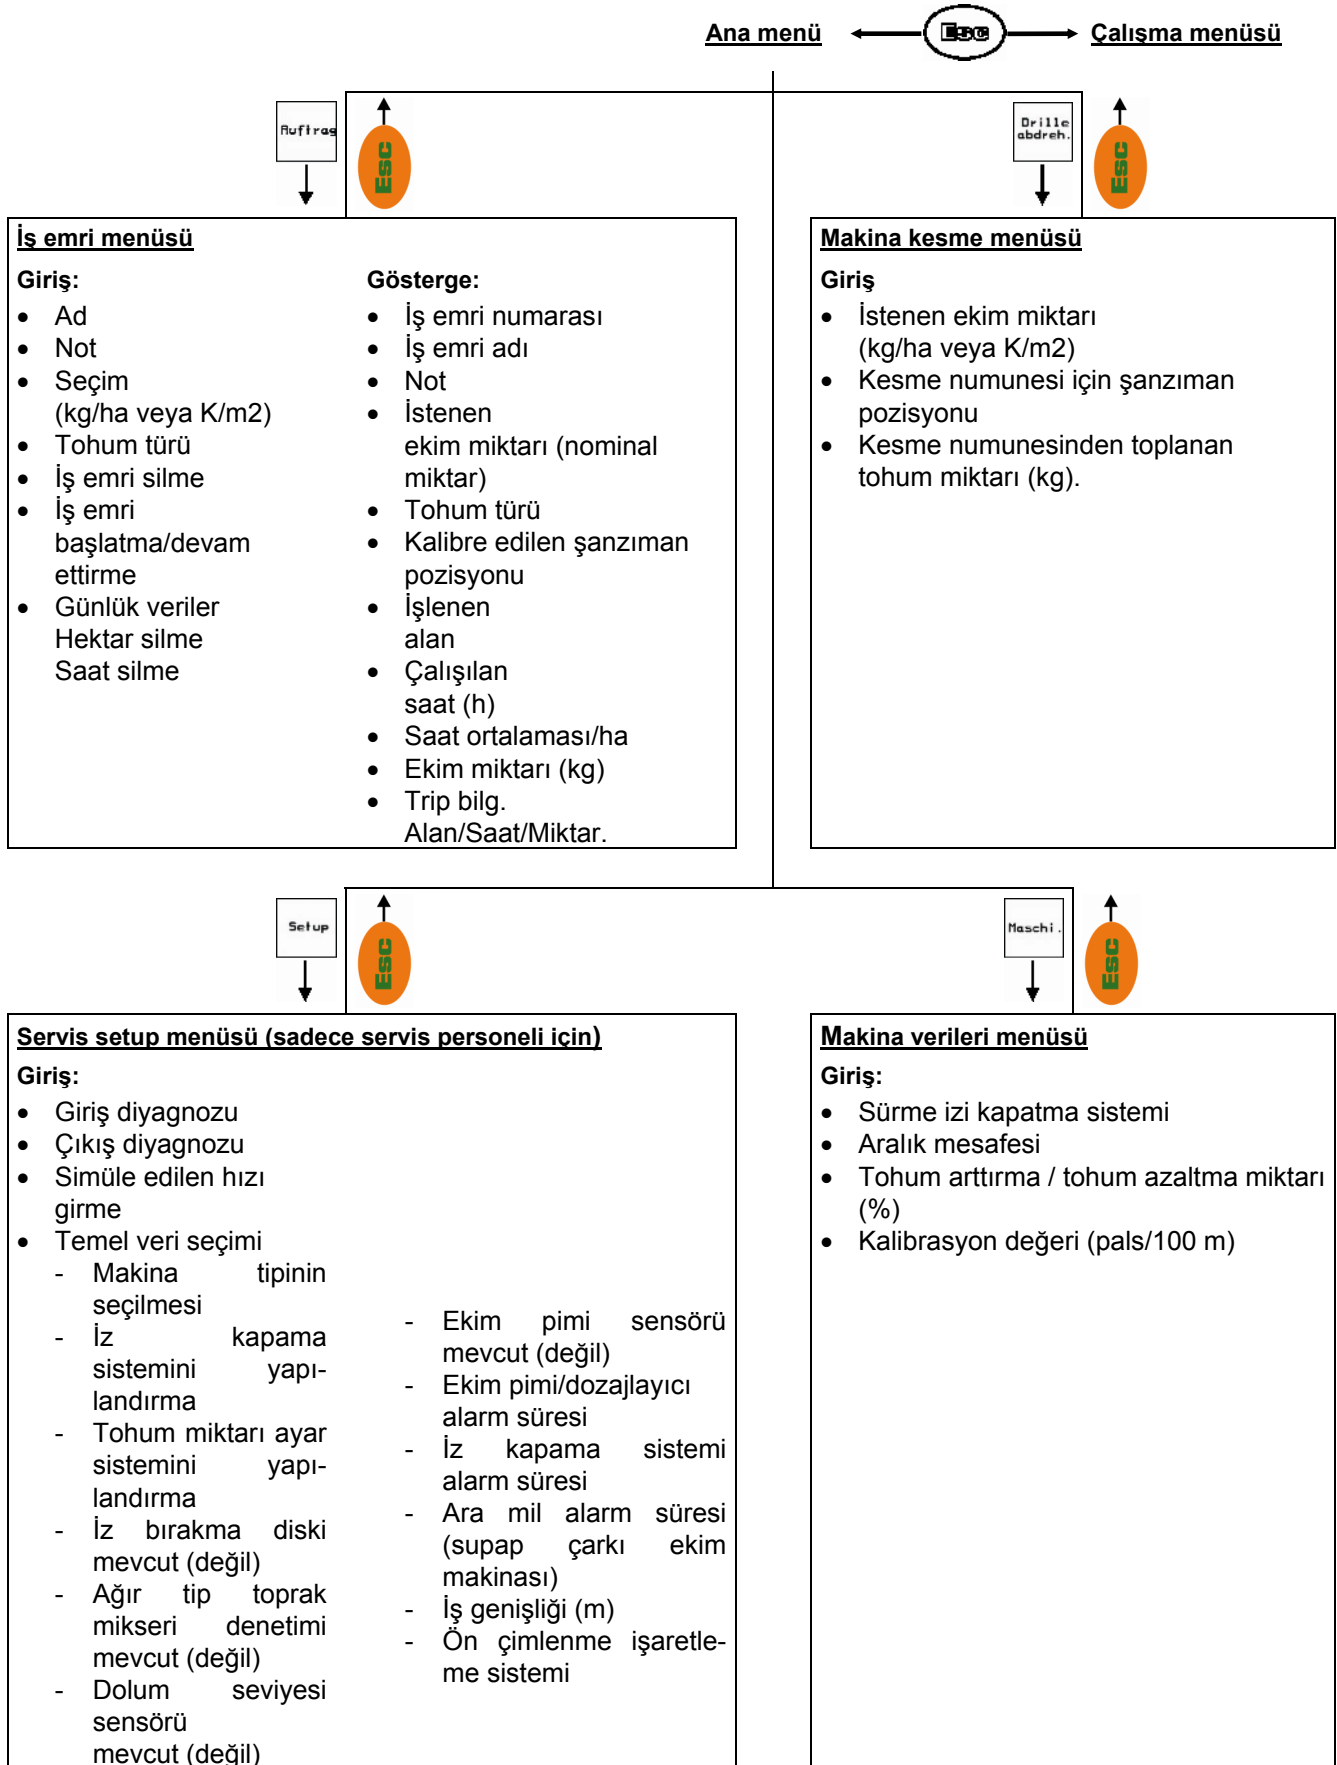 Ana menü
Esc
Çalışma menüsü
Auftrag
Esc
Drille
abdreh.
Esc
İş emri menüsü
Giriş:
• Ad
• Not
• Seçim
(kg/ha veya K/m2)
• Tohum türü
• İş emri silme
• İş emri
başlatma/devam
ettirme
• Günlük veriler
Hektar silme
Saat silme
Gösterge:
• İş emri numarası
• İş emri adı
• Not
• İstenen
ekim miktarı (nominal
miktar)
• Tohum türü
• Kalibre edilen şanzıman
pozisyonu
• İşlenen
alan
• Çalışılan
saat (h)
• Saat ortalaması/ha
• Ekim miktarı (kg)
• Trip bilg.
Alan/Saat/Miktar.
Makina kesme menüsü
Giriş
• İstenen ekim miktarı
(kg/ha veya K/m2)
• Kesme numunesi için şanzıman
pozisyonu
• Kesme numunesinden toplanan
tohum miktarı (kg).
Setup
Esc
Maschi.
Esc
Servis setup menüsü (sadece servis personeli için)
Giriş:
• Giriş diyagnozu
• Çıkış diyagnozu
• Simüle edilen hızı
girme
• Temel veri seçimi
- Makina tipinin
seçilmesi
- İz kapama
sistemini yapı-
landırma
- Tohum miktarı ayar
sistemini yapı-
landırma
- İz bırakma diski
mevcut (değil)
- Ağır tip toprak
mikseri denetimi
mevcut (değil)
- Dolum seviyesi
sensörü
mevcut (değil)
- Ekim pimi sensörü
mevcut (değil)
- Ekim pimi/dozajlayıcı
alarm süresi
- İz kapama sistemi
alarm süresi
- Ara mil alarm süresi
(supap çarkı ekim
makinası)
- İş genişliği (m)
- Ön çimlenme işaretle-
me sistemi
Makina verileri menüsü
Giriş:
• Sürme izi kapatma sistemi
• Aralık mesafesi
• Tohum arttırma / tohum azaltma miktarı
(%)
• Kalibrasyon değeri (pals/100 m)